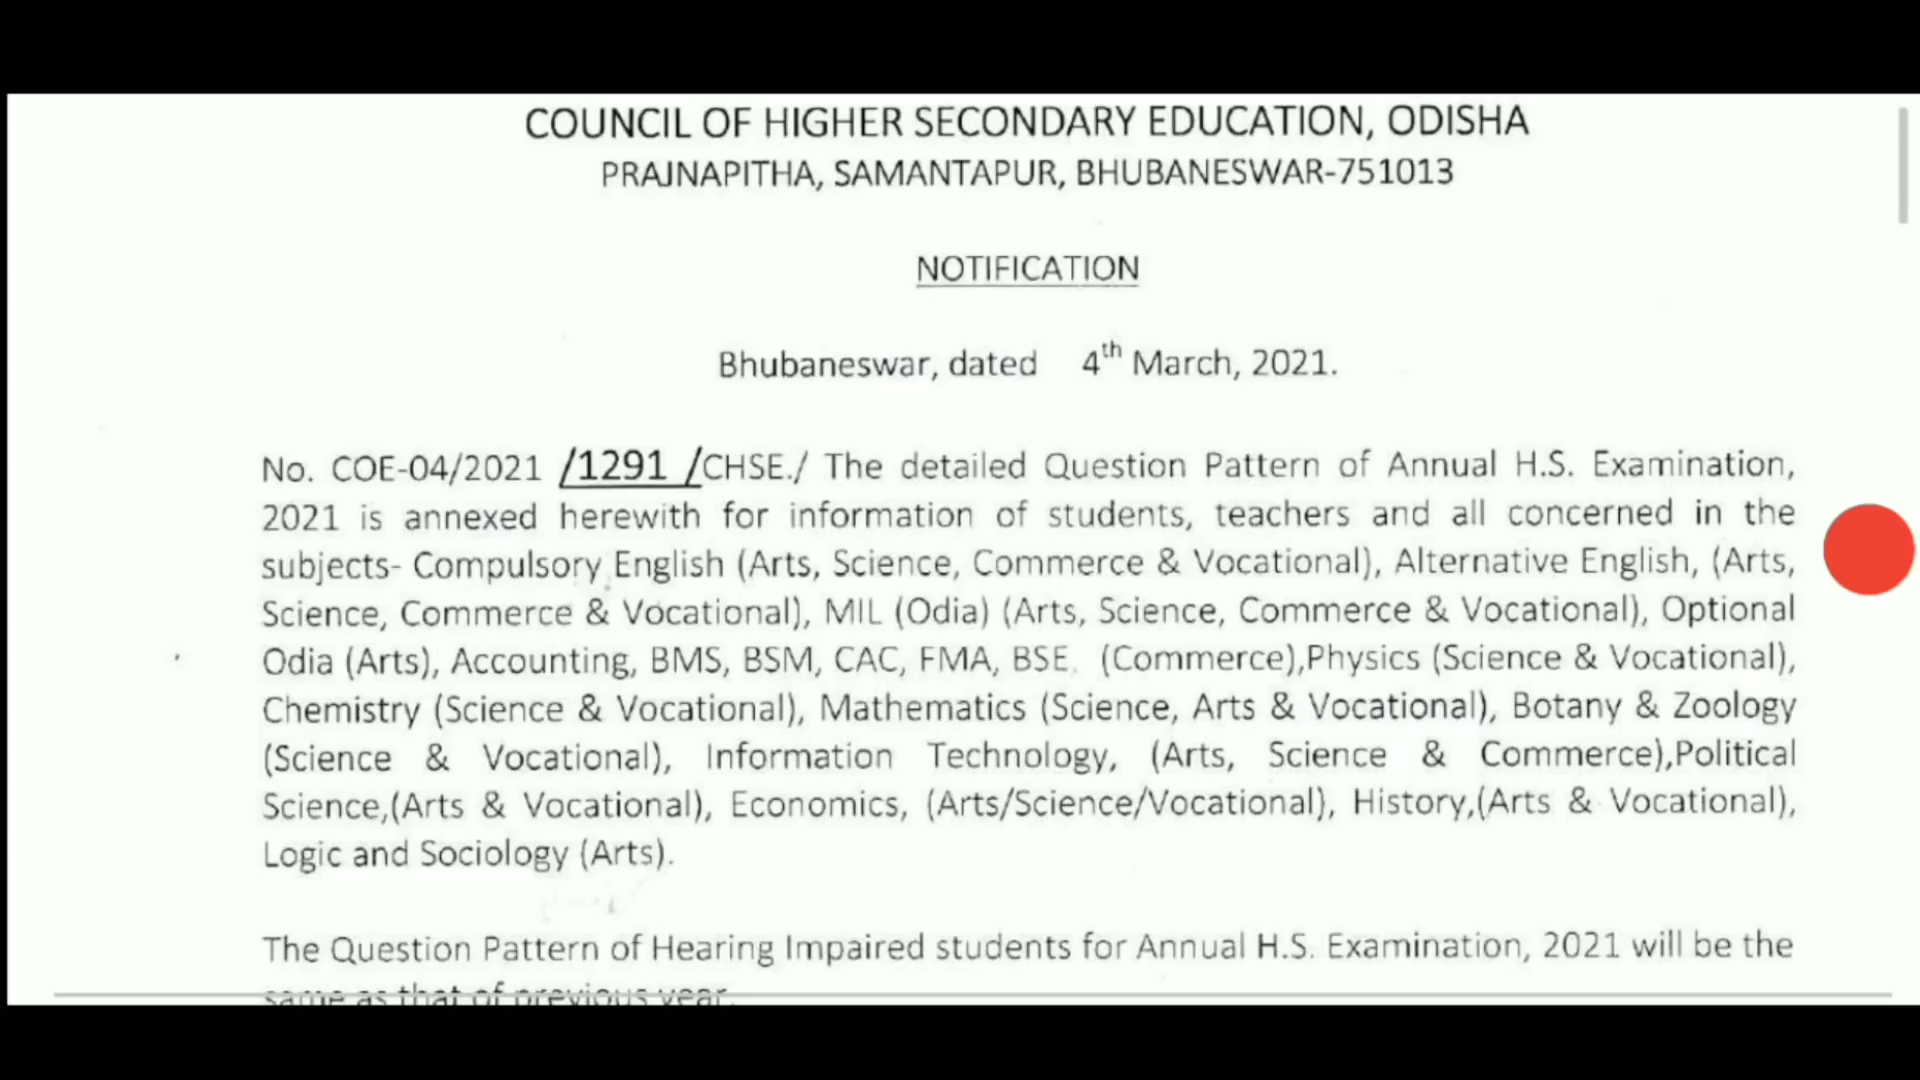 COUNCIL OF HIGHER SECONDARY EDUCATION, ODISHA
PRAJNAPITHA, SAMANTAPUR, BHUBANESWAR-751013
NOTIFICATION
Bhubaneswar, dated 4th March, 2021.
No. COE-04/2021 /1291 /CHSE./ The detailed Question Pattern of Annual H.S. Examination,
2021 is annexed herewith for information of students, teachers and all concerned in the
subjects- Compulsory English (Arts, Science, Commerce & Vocational), Alternative English, (Arts,
Science, Commerce & Vocational), MIL (Odia) (Arts, Science, Commerce & Vocational), Optional
Odia (Arts), Accounting, BMS, BSM, CAC, FMA, BSE (Commerce),Physics (Science & Vocational),
Chemistry (Science & Vocational), Mathematics (Science, Arts & Vocational), Botany & Zoology
(Science & Vocational), Information Technology, (Arts, Science & Commerce),Political
Science,(Arts & Vocational), Economics, (Arts/Science/Vocational), History,(Arts & Vocational),
Logic and Sociology (Arts).
The Question Pattern of Hearing Impaired students for Annual H.S. Examination, 2021 will be the
same as that of previous year.